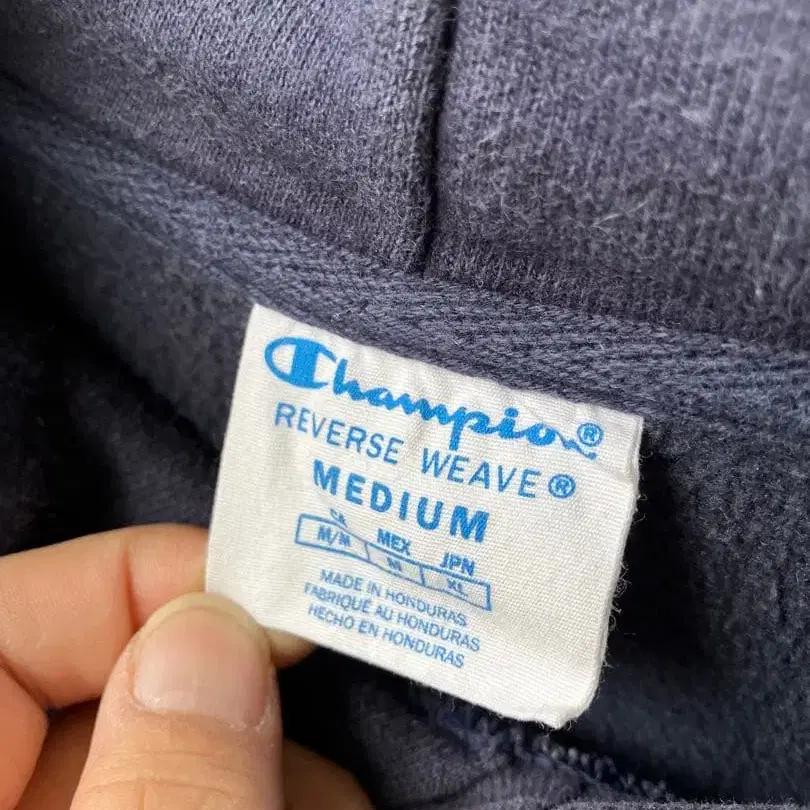 Champion®
REVERSE WEAVE®
MEDIUM
CA MEX JPN
M/M M XL
MADE IN HONDURAS
FABRIQUÉ AU HONDURAS
HECHO EN HONDURAS